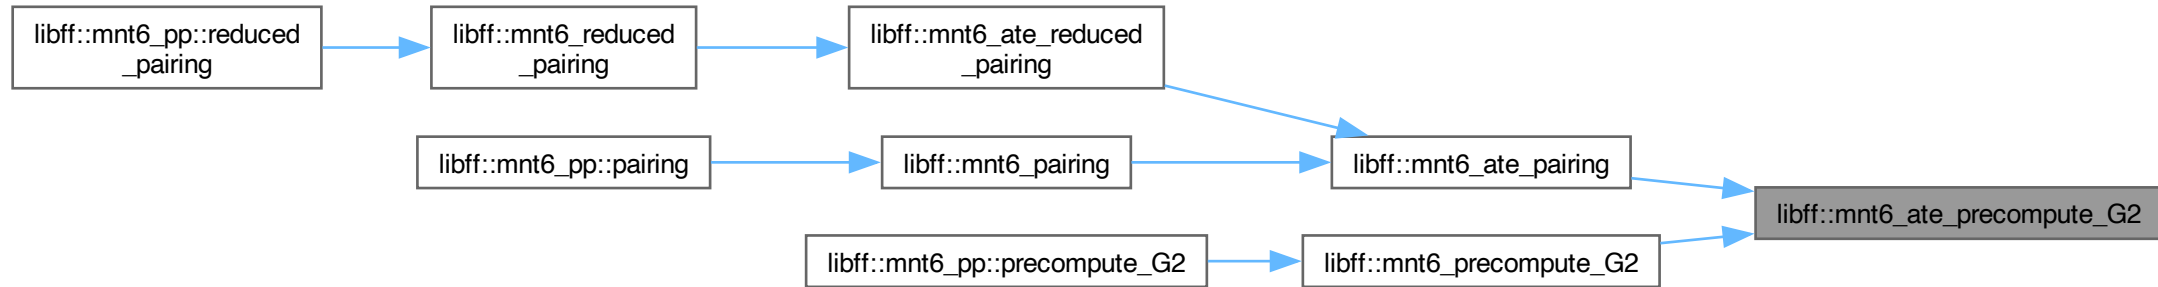 libff::mnt6_pp::reduced
_pairing
libff::mnt6_reduced
_pairing
libff::mnt6_ate_reduced
_pairing
libff::mnt6_pp::pairing
libff::mnt6_pairing
libff::mnt6_ate_pairing
libff::mnt6_ate_precompute_G2
libff::mnt6_pp::precompute_G2
libff::mnt6_precompute_G2